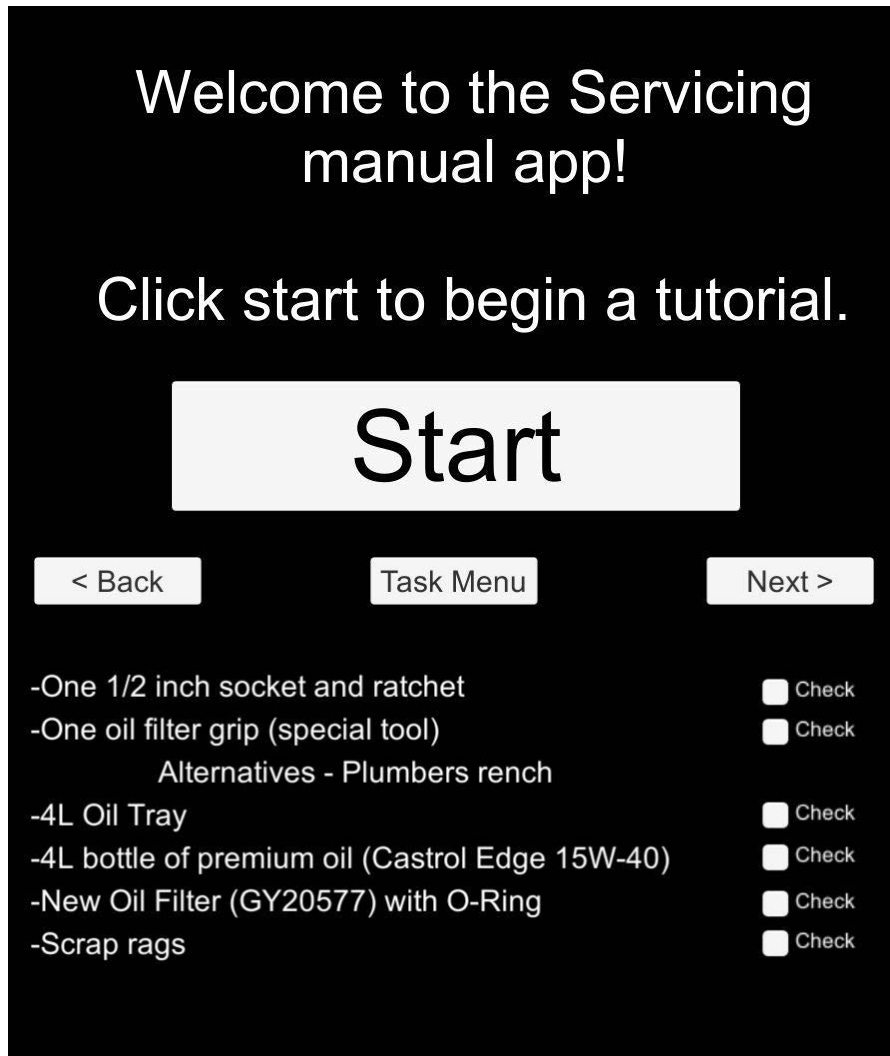 Welcome to the Servicing
manual app!
Click start to begin a tutorial.
Start
< Back
Task Menu
Next >
-One 1/2 inch socket and ratchet
Check
-One oil filter grip (special tool)
Check
Alternatives - Plumbers rench
-4L Oil Tray
Check
-4L bottle of premium oil (Castrol Edge 15W-40)
Check
-New Oil Filter (GY20577) with O-Ring
Check
-Scrap rags
Check